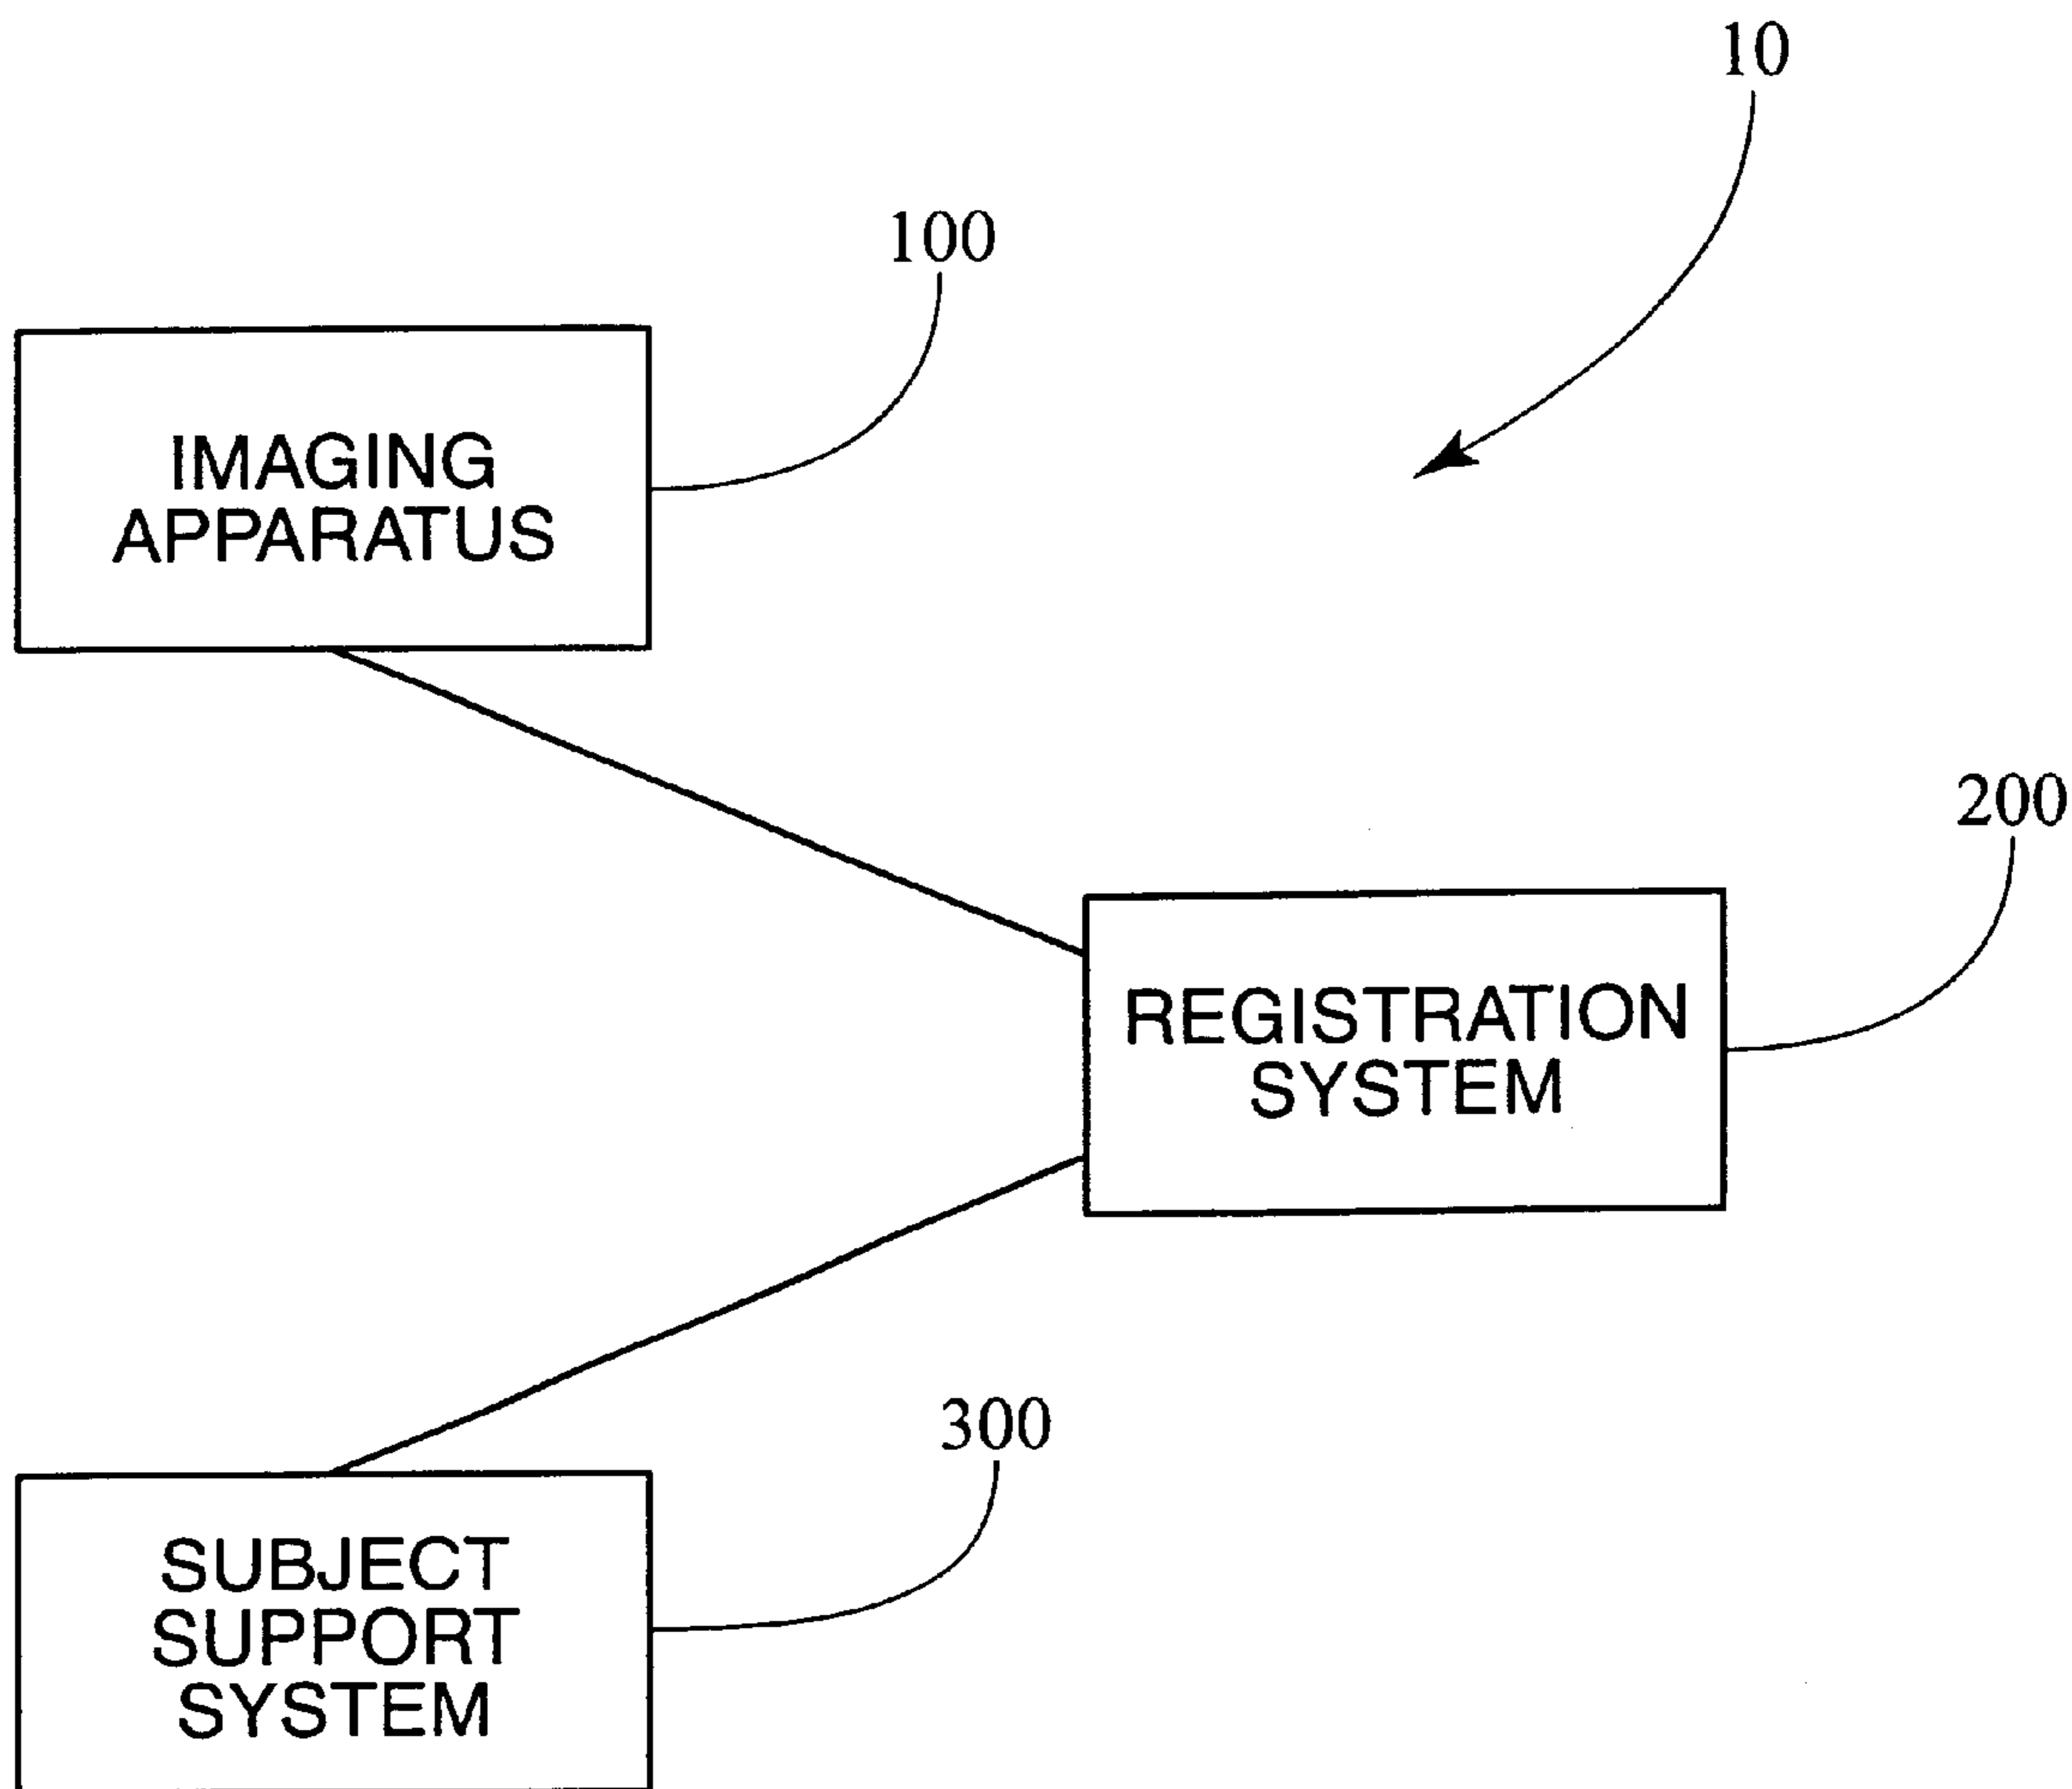 10
100
IMAGING
APPARATUS
200
REGISTRATION
SYSTEM
300
SUBJECT
SUPPORT
SYSTEM